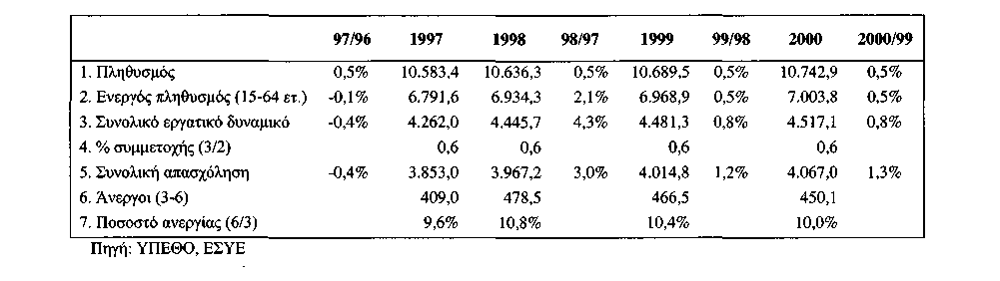 97/96 1997 1998 98/97 1999 99/98 2000 2000/99
1. Πληθυσμός 0,5% 10.583,4 10.636,3 0,5% 10.689,5 0,5% 10.742,9 0,5%
2. Ενεργός πληθυσμός (15-64 ετ.) -0,1% 6.791,6 6.934,3 2,1% 6.968,9 0,5% 7.003,8 0,5%
3. Συνολικό εργατικό δυναμικό -0,4% 4.262,0 4.445,7 4,3% 4.481,3 0,8% 4.517,1 0,8%
4. % συμμετοχής (3/2) 0,6 0,6 0,6 0,6
5. Συνολική απασχόληση -0,4% 3.853,0 3.967,2 3,0% 4.014,8 1,2% 4.067,0 1,3%
6. Άνεργοι (3-6) 409,0 478,5 466,5 450,1
7. Ποσοστό ανεργίας (6/3) 9,6% 10,8% 10,4% 10,0%
Πηγή: ΥΠΕΘΟ, ΕΣΥΕ